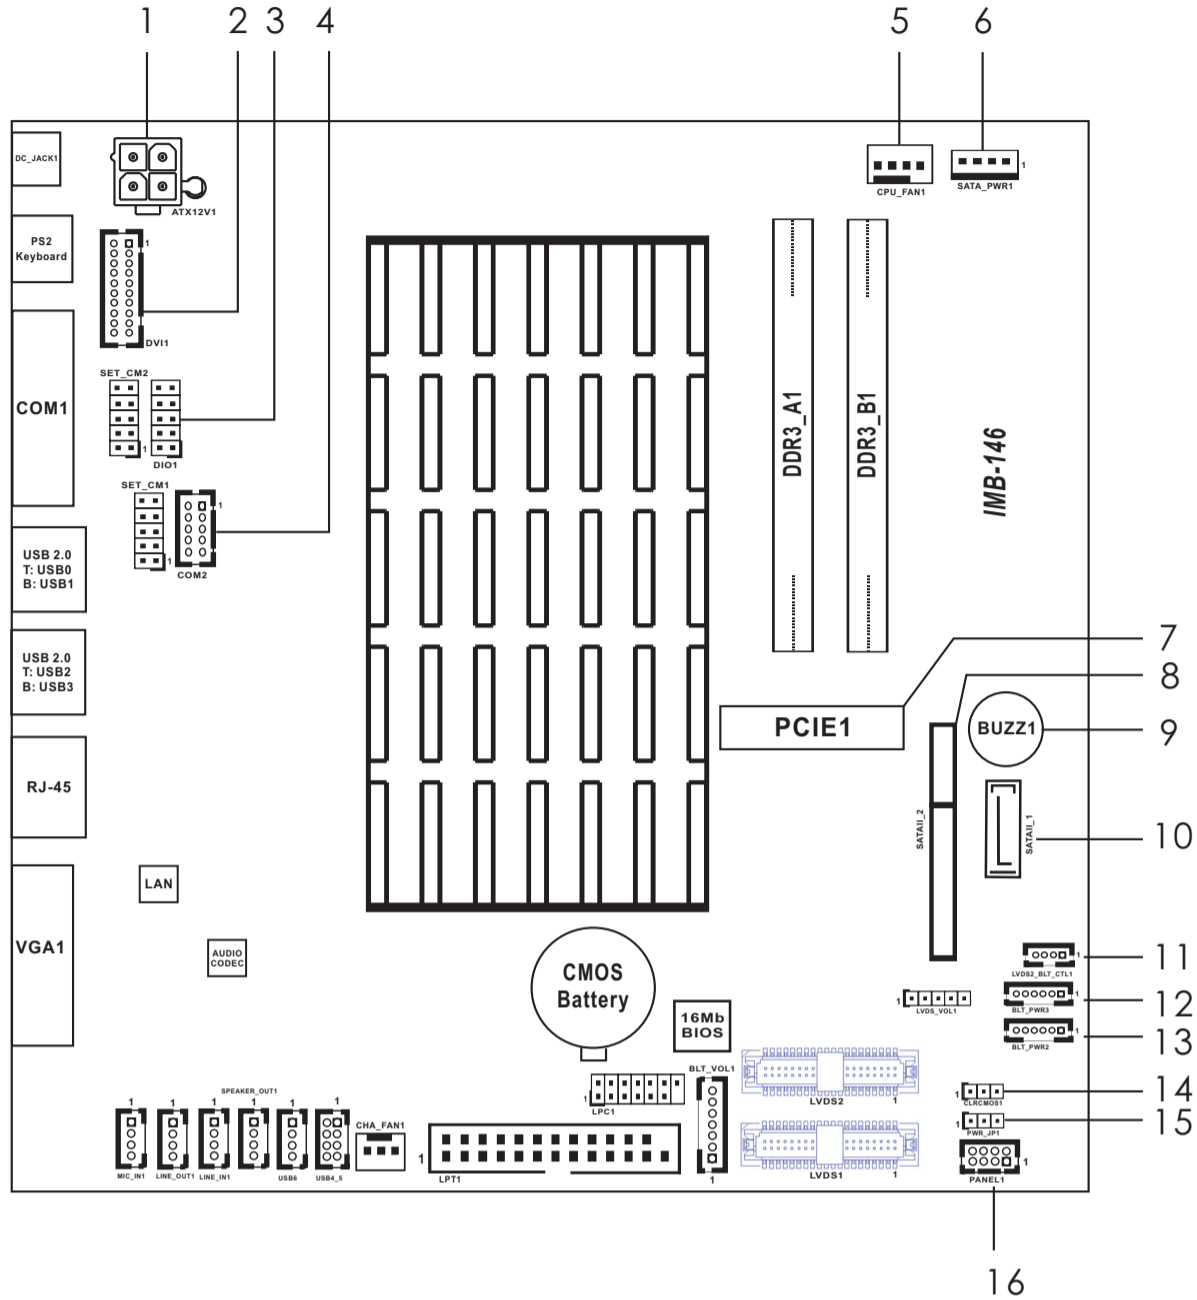 1 2 3 4 5 6
DC_JACK1
ATX12V1
CPU_FAN1
1
SATA_PWR1
PS2
Keyboard
1
DVI1
COM1
SET_CM2
1
DIO1
SET_CM1
1
1
COM2
DDR3_A1
DDR3_B1
IMB-146
USB 2.0
T: USB0
B: USB1
USB 2.0
T: USB2
B: USB3
7
8
PCIE1
BUZZ1
9
RJ-45
SATAII_2
SATAII_1
10
LAN
VGA1
AUDIO
CODEC
CMOS
Battery
16Mb
BIOS
1
LVDS2_BLT_CTL1
11
1
LVDS_VOL1
1
BLT_PWR3
12
1
BLT_PWR2
13
BLT_VOL1
1
LVDS2
1
1
CLRCMOS1
14
1
PWR_JP1
15
1
LPC1
SPEAKER_OUT1
1 1 1 1 1 1
MIC_IN1
LINE_OUT1
LINE_IN1
USB6
USB4_5
CHA_FAN1
1
LPT1
1
LVDS1
1
1
PANEL1
16